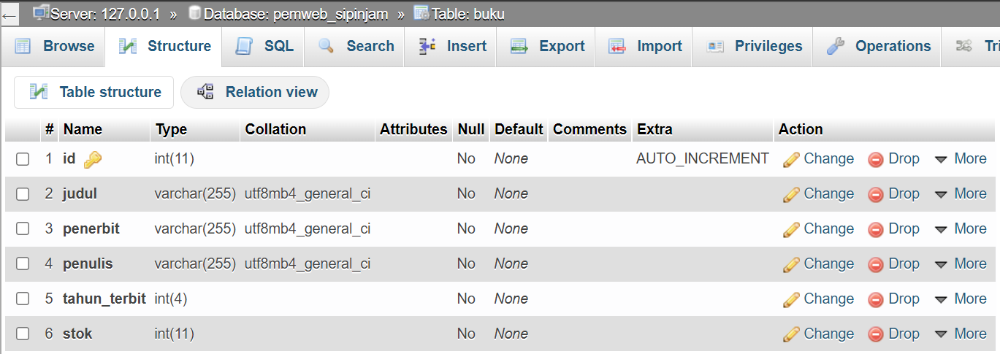 Server: 127.0.0.1 » Database: pemweb_sipinjam » Table: buku
Browse Structure SQL Search Insert Export Import Privileges Operations Tri
Table structure Relation view
# Name Type Collation Attributes Null Default Comments Extra Action
1 id int(11) No None AUTO_INCREMENT Change Drop More
2 judul varchar(255) utf8mb4_general_ci No None Change Drop More
3 penerbit varchar(255) utf8mb4_general_ci No None Change Drop More
4 penulis varchar(255) utf8mb4_general_ci No None Change Drop More
5 tahun_terbit int(4) No None Change Drop More
6 stok int(11) No None Change Drop More